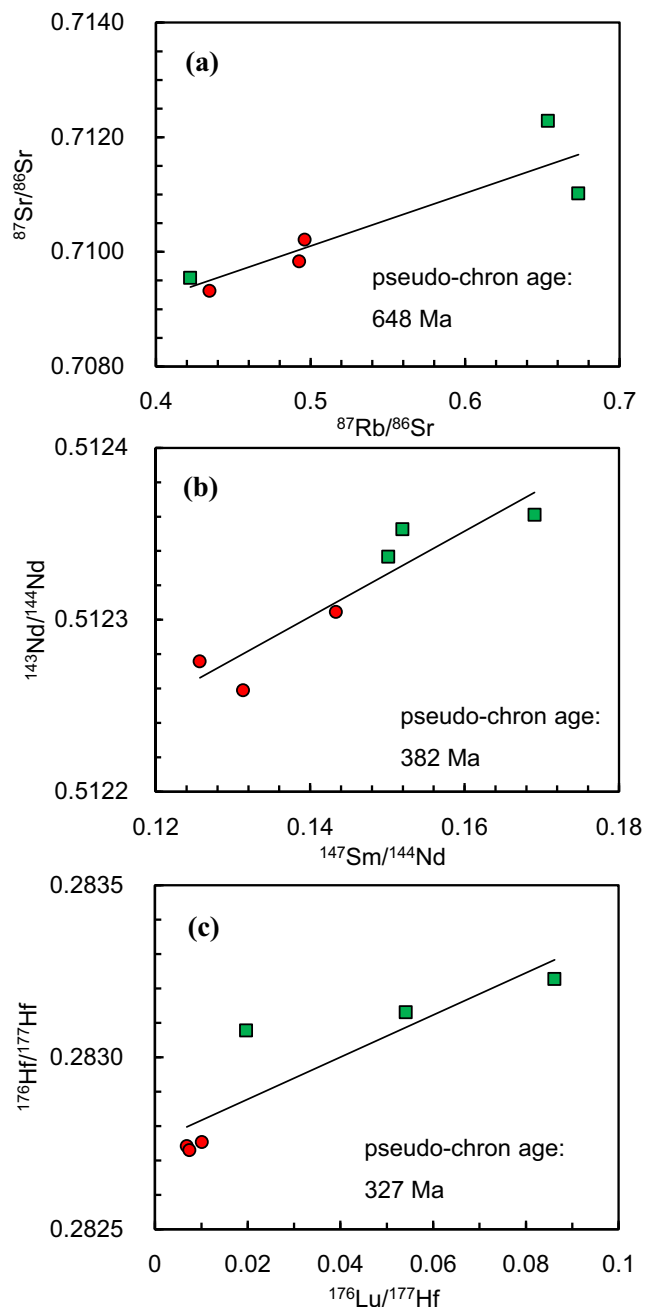 0.7140
(a)
0.7120
⁸⁷Sr/⁸⁶Sr
0.7100
pseudo-chron age:
648 Ma
0.7080
0.4 0.5 0.6 0.7
⁸⁷Rb/⁸⁶Sr
0.5124
(b)
¹⁴³Nd/¹⁴⁴Nd
0.5123
pseudo-chron age:
382 Ma
0.5122
0.12 0.14 0.16 0.18
¹⁴⁷Sm/¹⁴⁴Nd
0.2835
(c)
¹⁷⁶Hf/¹⁷⁷Hf
0.2830
pseudo-chron age:
327 Ma
0.2825
0 0.02 0.04 0.06 0.08 0.1
¹⁷⁶Lu/¹⁷⁷Hf